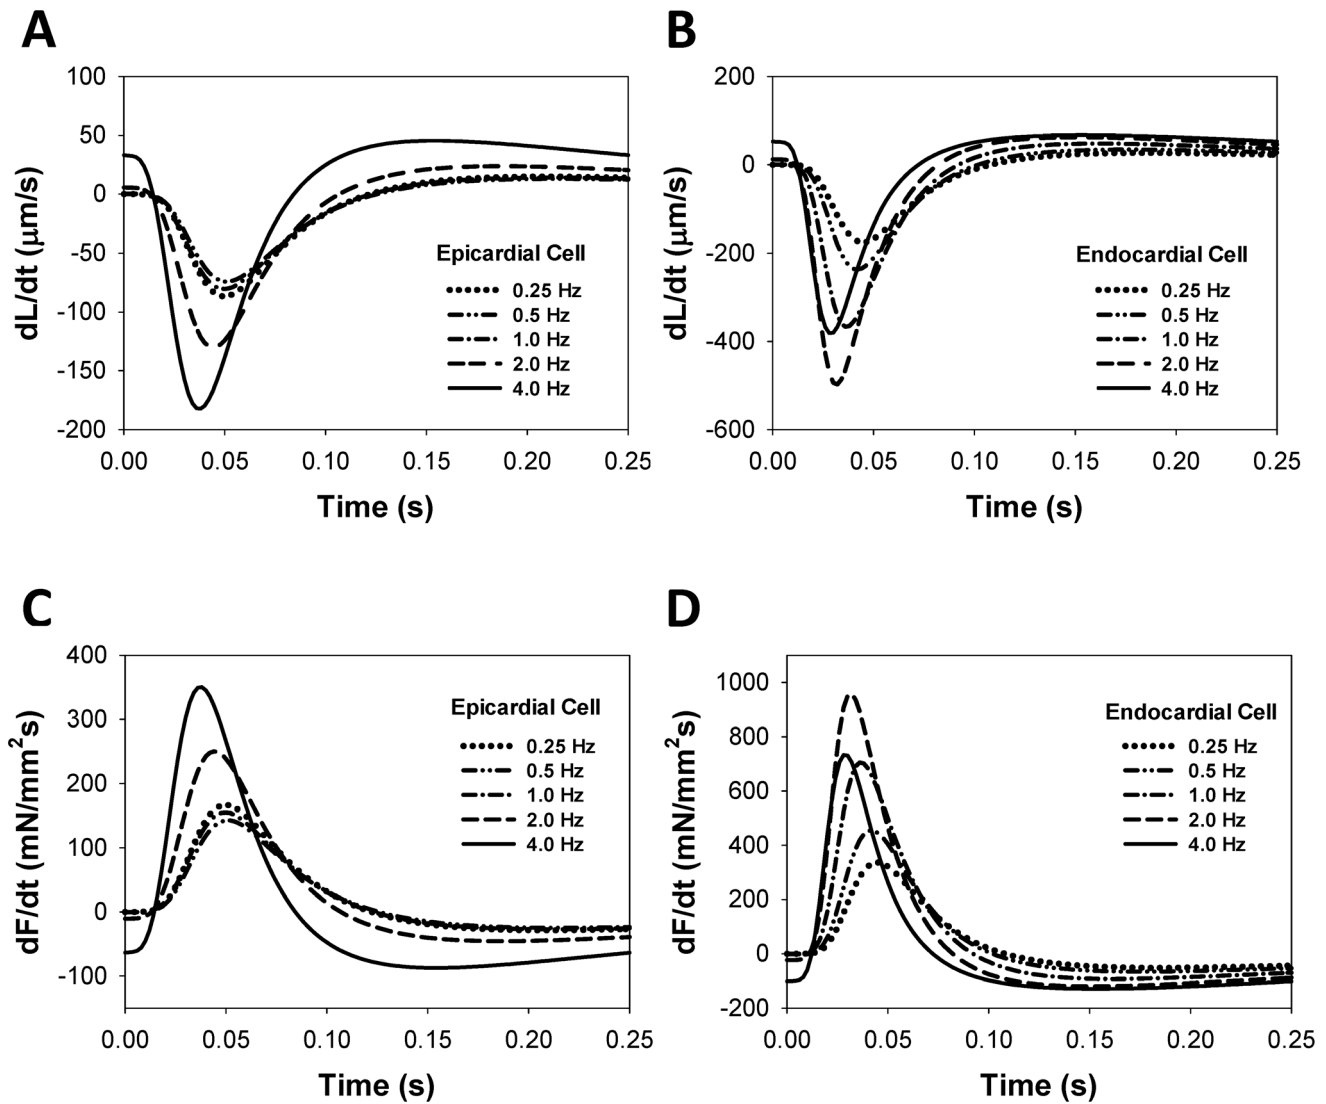 A
100
50
0
-50
-100
-150
-200
dL/dt (μm/s)
Epicardial Cell
0.25 Hz
0.5 Hz
1.0 Hz
2.0 Hz
4.0 Hz
0.00 0.05 0.10 0.15 0.20 0.25
Time (s)
B
200
0
-200
-400
-600
dL/dt (μm/s)
Endocardial Cell
0.25 Hz
0.5 Hz
1.0 Hz
2.0 Hz
4.0 Hz
0.00 0.05 0.10 0.15 0.20 0.25
Time (s)
C
400
300
200
100
0
-100
dF/dt (mN/mm²s)
Epicardial Cell
0.25 Hz
0.5 Hz
1.0 Hz
2.0 Hz
4.0 Hz
0.00 0.05 0.10 0.15 0.20 0.25
Time (s)
D
1000
800
600
400
200
0
-200
dF/dt (mN/mm²s)
Endocardial Cell
0.25 Hz
0.5 Hz
1.0 Hz
2.0 Hz
4.0 Hz
0.00 0.05 0.10 0.15 0.20 0.25
Time (s)